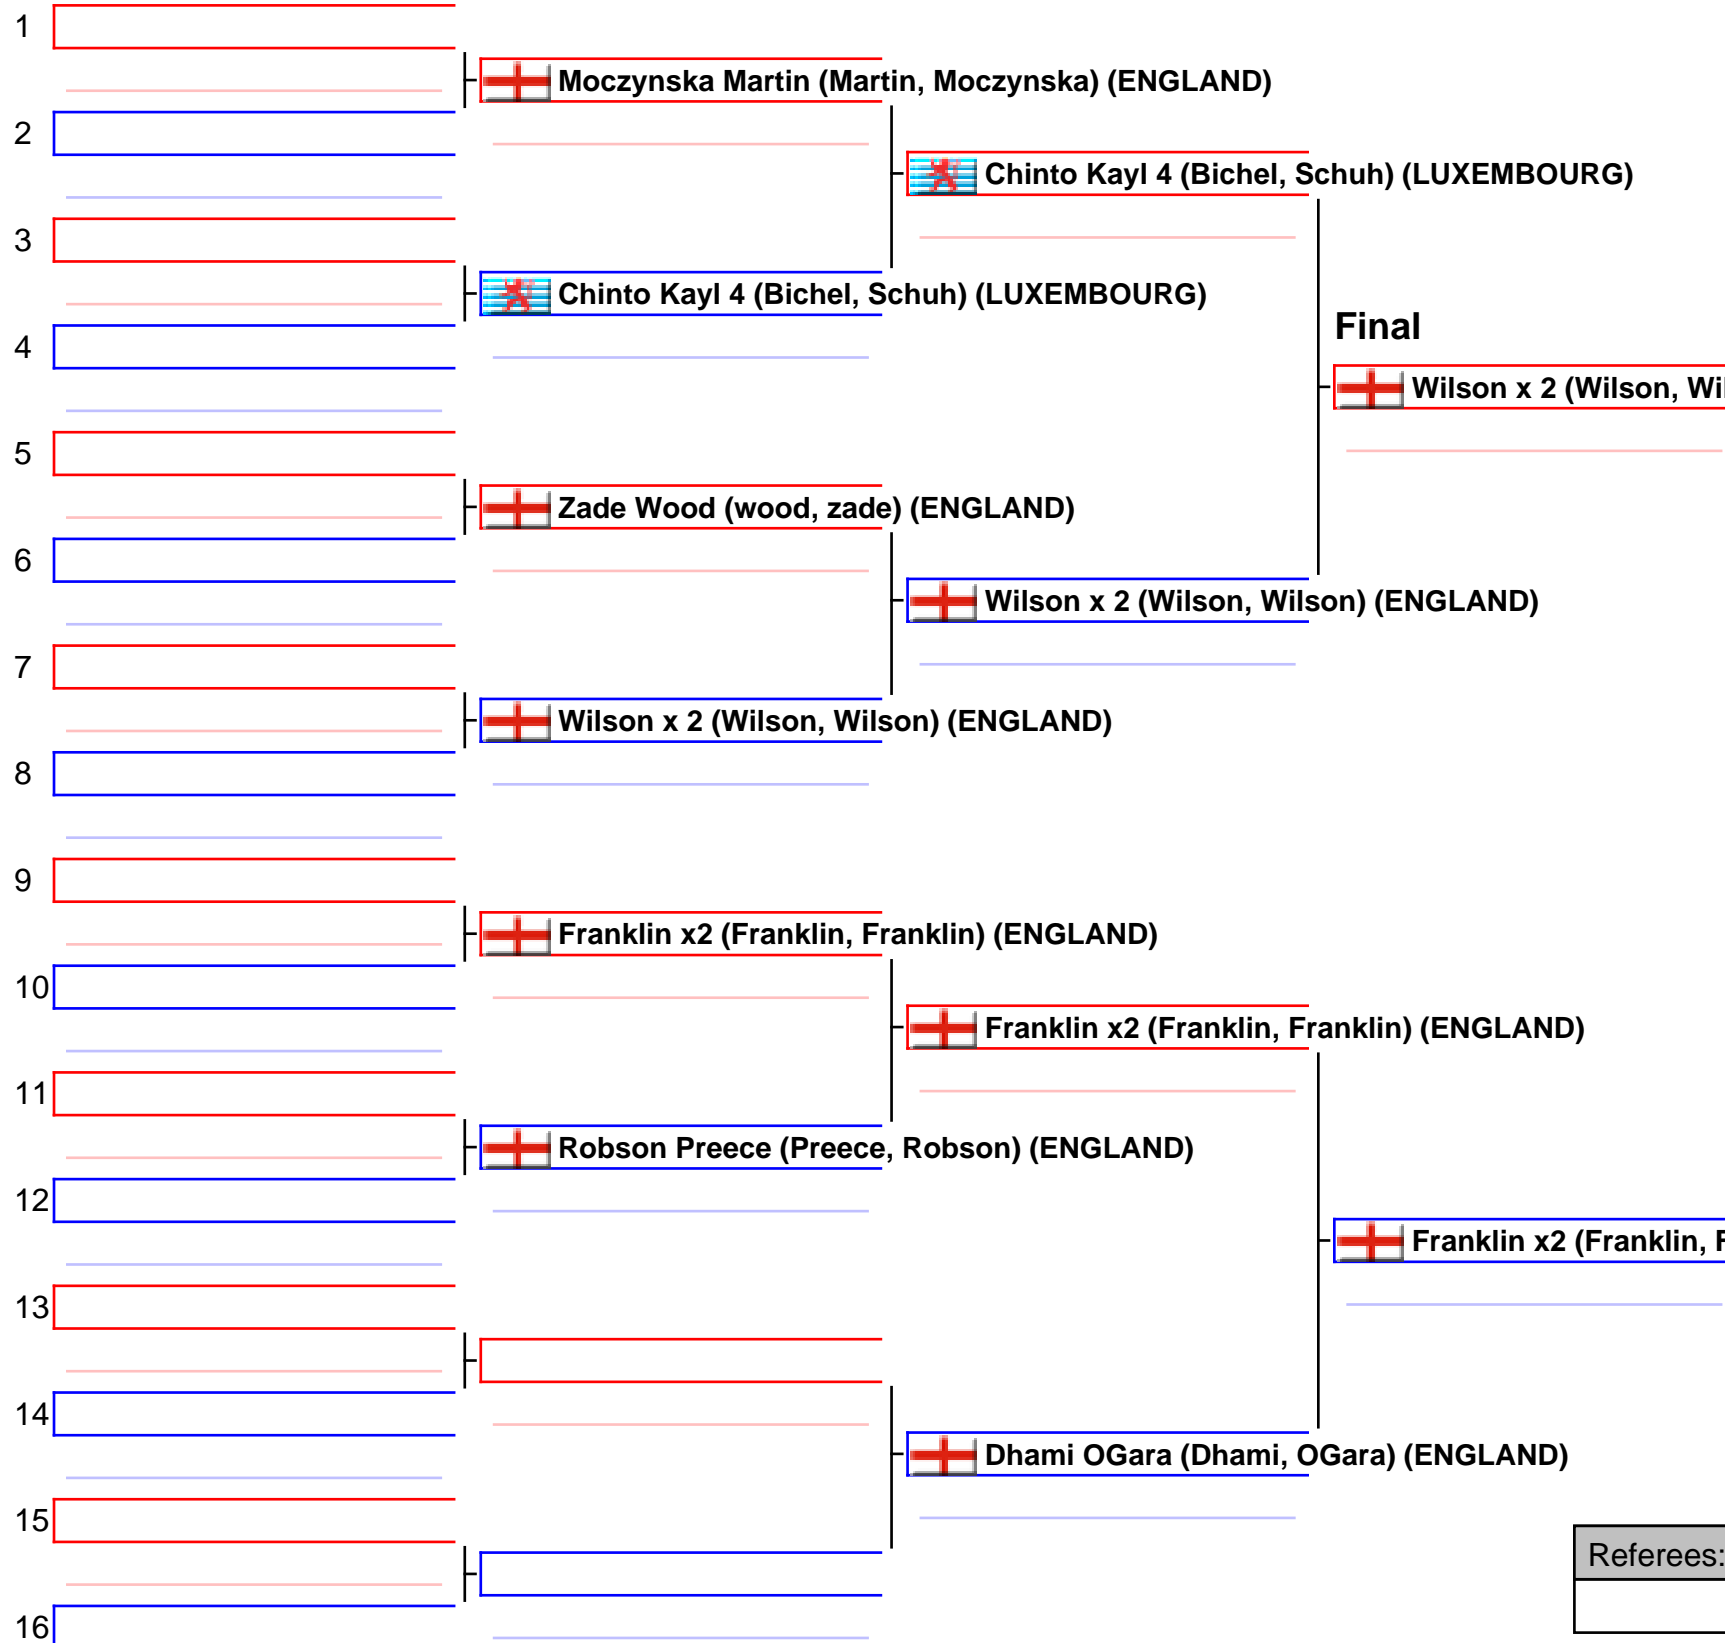 1
Moczynska Martin (Martin, Moczynska) (ENGLAND)
2
Chinto Kayl 4 (Bichel, Schuh) (LUXEMBOURG)
3
Chinto Kayl 4 (Bichel, Schuh) (LUXEMBOURG)
Final
4
Wilson x 2 (Wilson,
5
Zade Wood (wood, zade) (ENGLAND)
6
Wilson x 2 (Wilson, Wilson) (ENGLAND)
7
Wilson x 2 (Wilson, Wilson) (ENGLAND)
8
9
Franklin x2 (Franklin, Franklin) (ENGLAND)
10
Franklin x2 (Franklin, Franklin) (ENGLAND)
11
Robson Preece (Preece, Robson) (ENGLAND)
12
Franklin x2 (Franklin,
13
14
Dhami OGara (Dhami, OGara) (ENGLAND)
15
Referees:
16